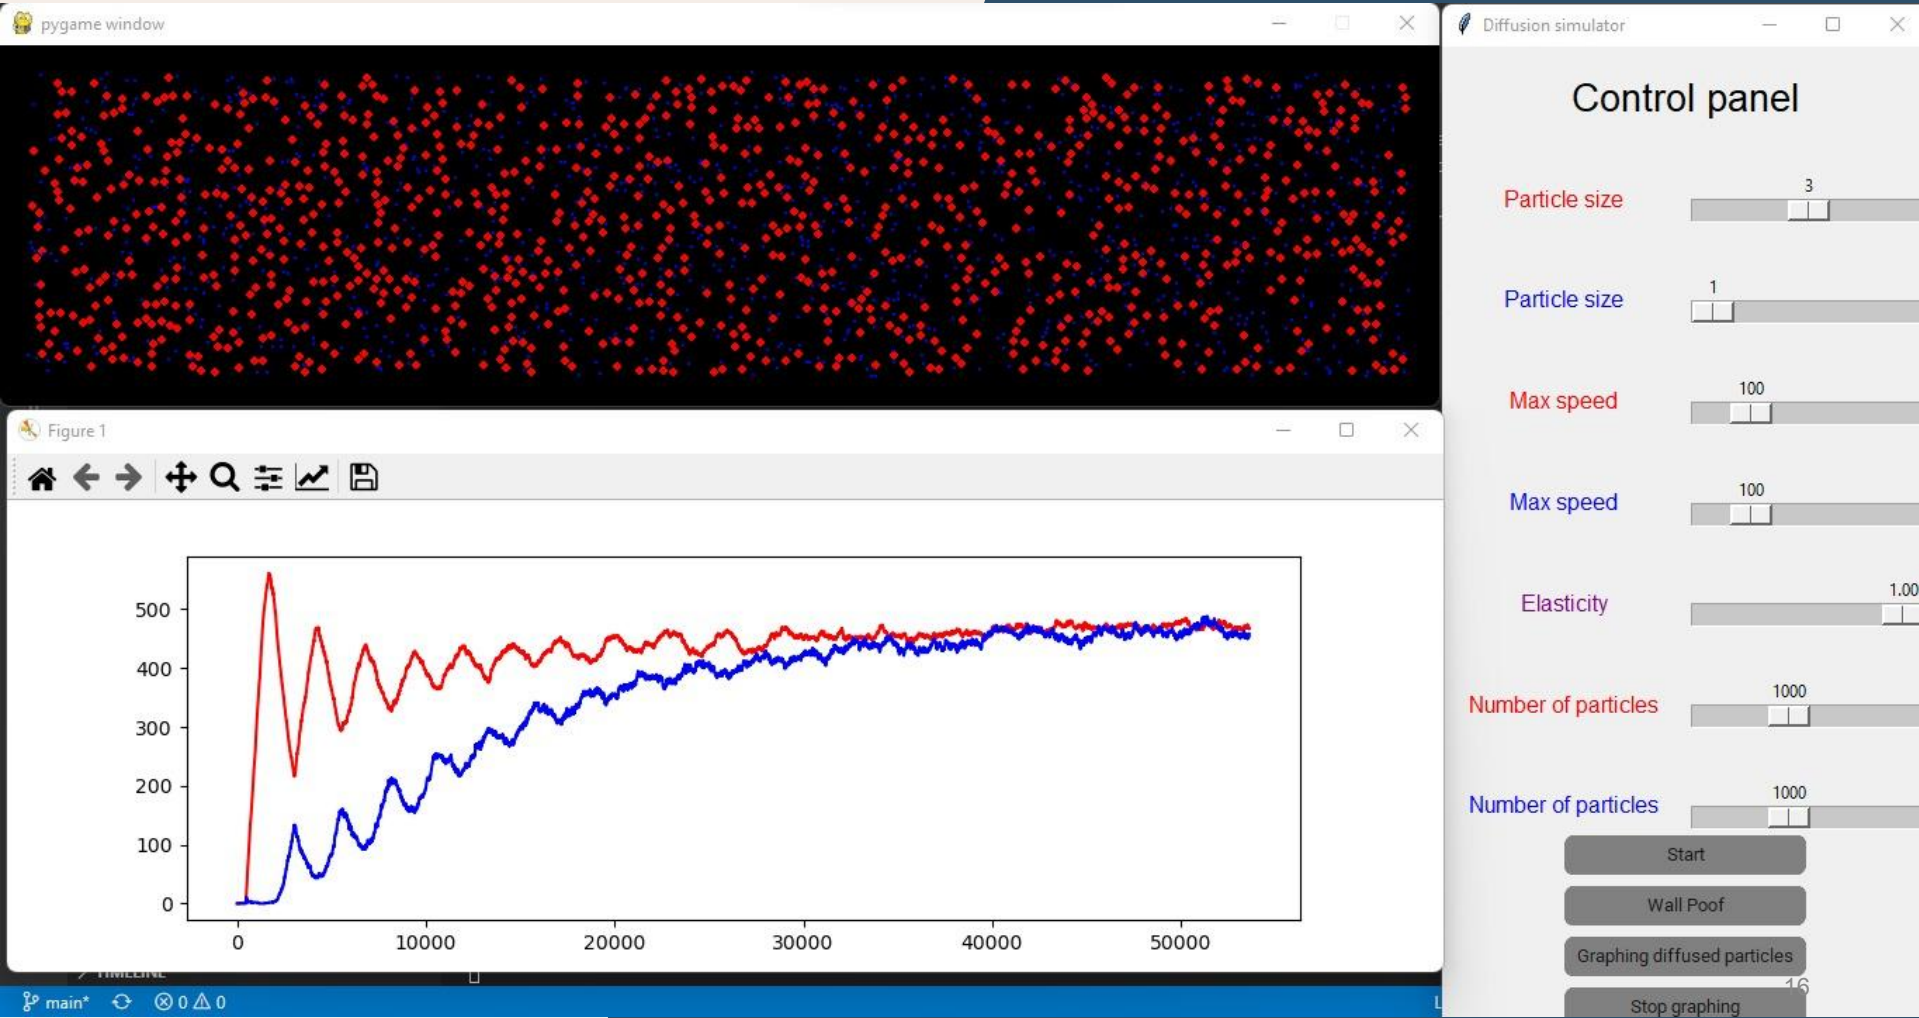 pygame window
Diffusion simulator
Control panel
3
Particle size
1
Particle size
100
Max speed
100
Max speed
1.00
Elasticity
1000
Number of particles
1000
Number of particles
Start
Wall Poof
Graphing diffused particles
16
Stop graphing
Figure 1
500
400
300
200
100
0
0 10000 20000 30000 40000 50000
TIMELINE
main* 0 0
L